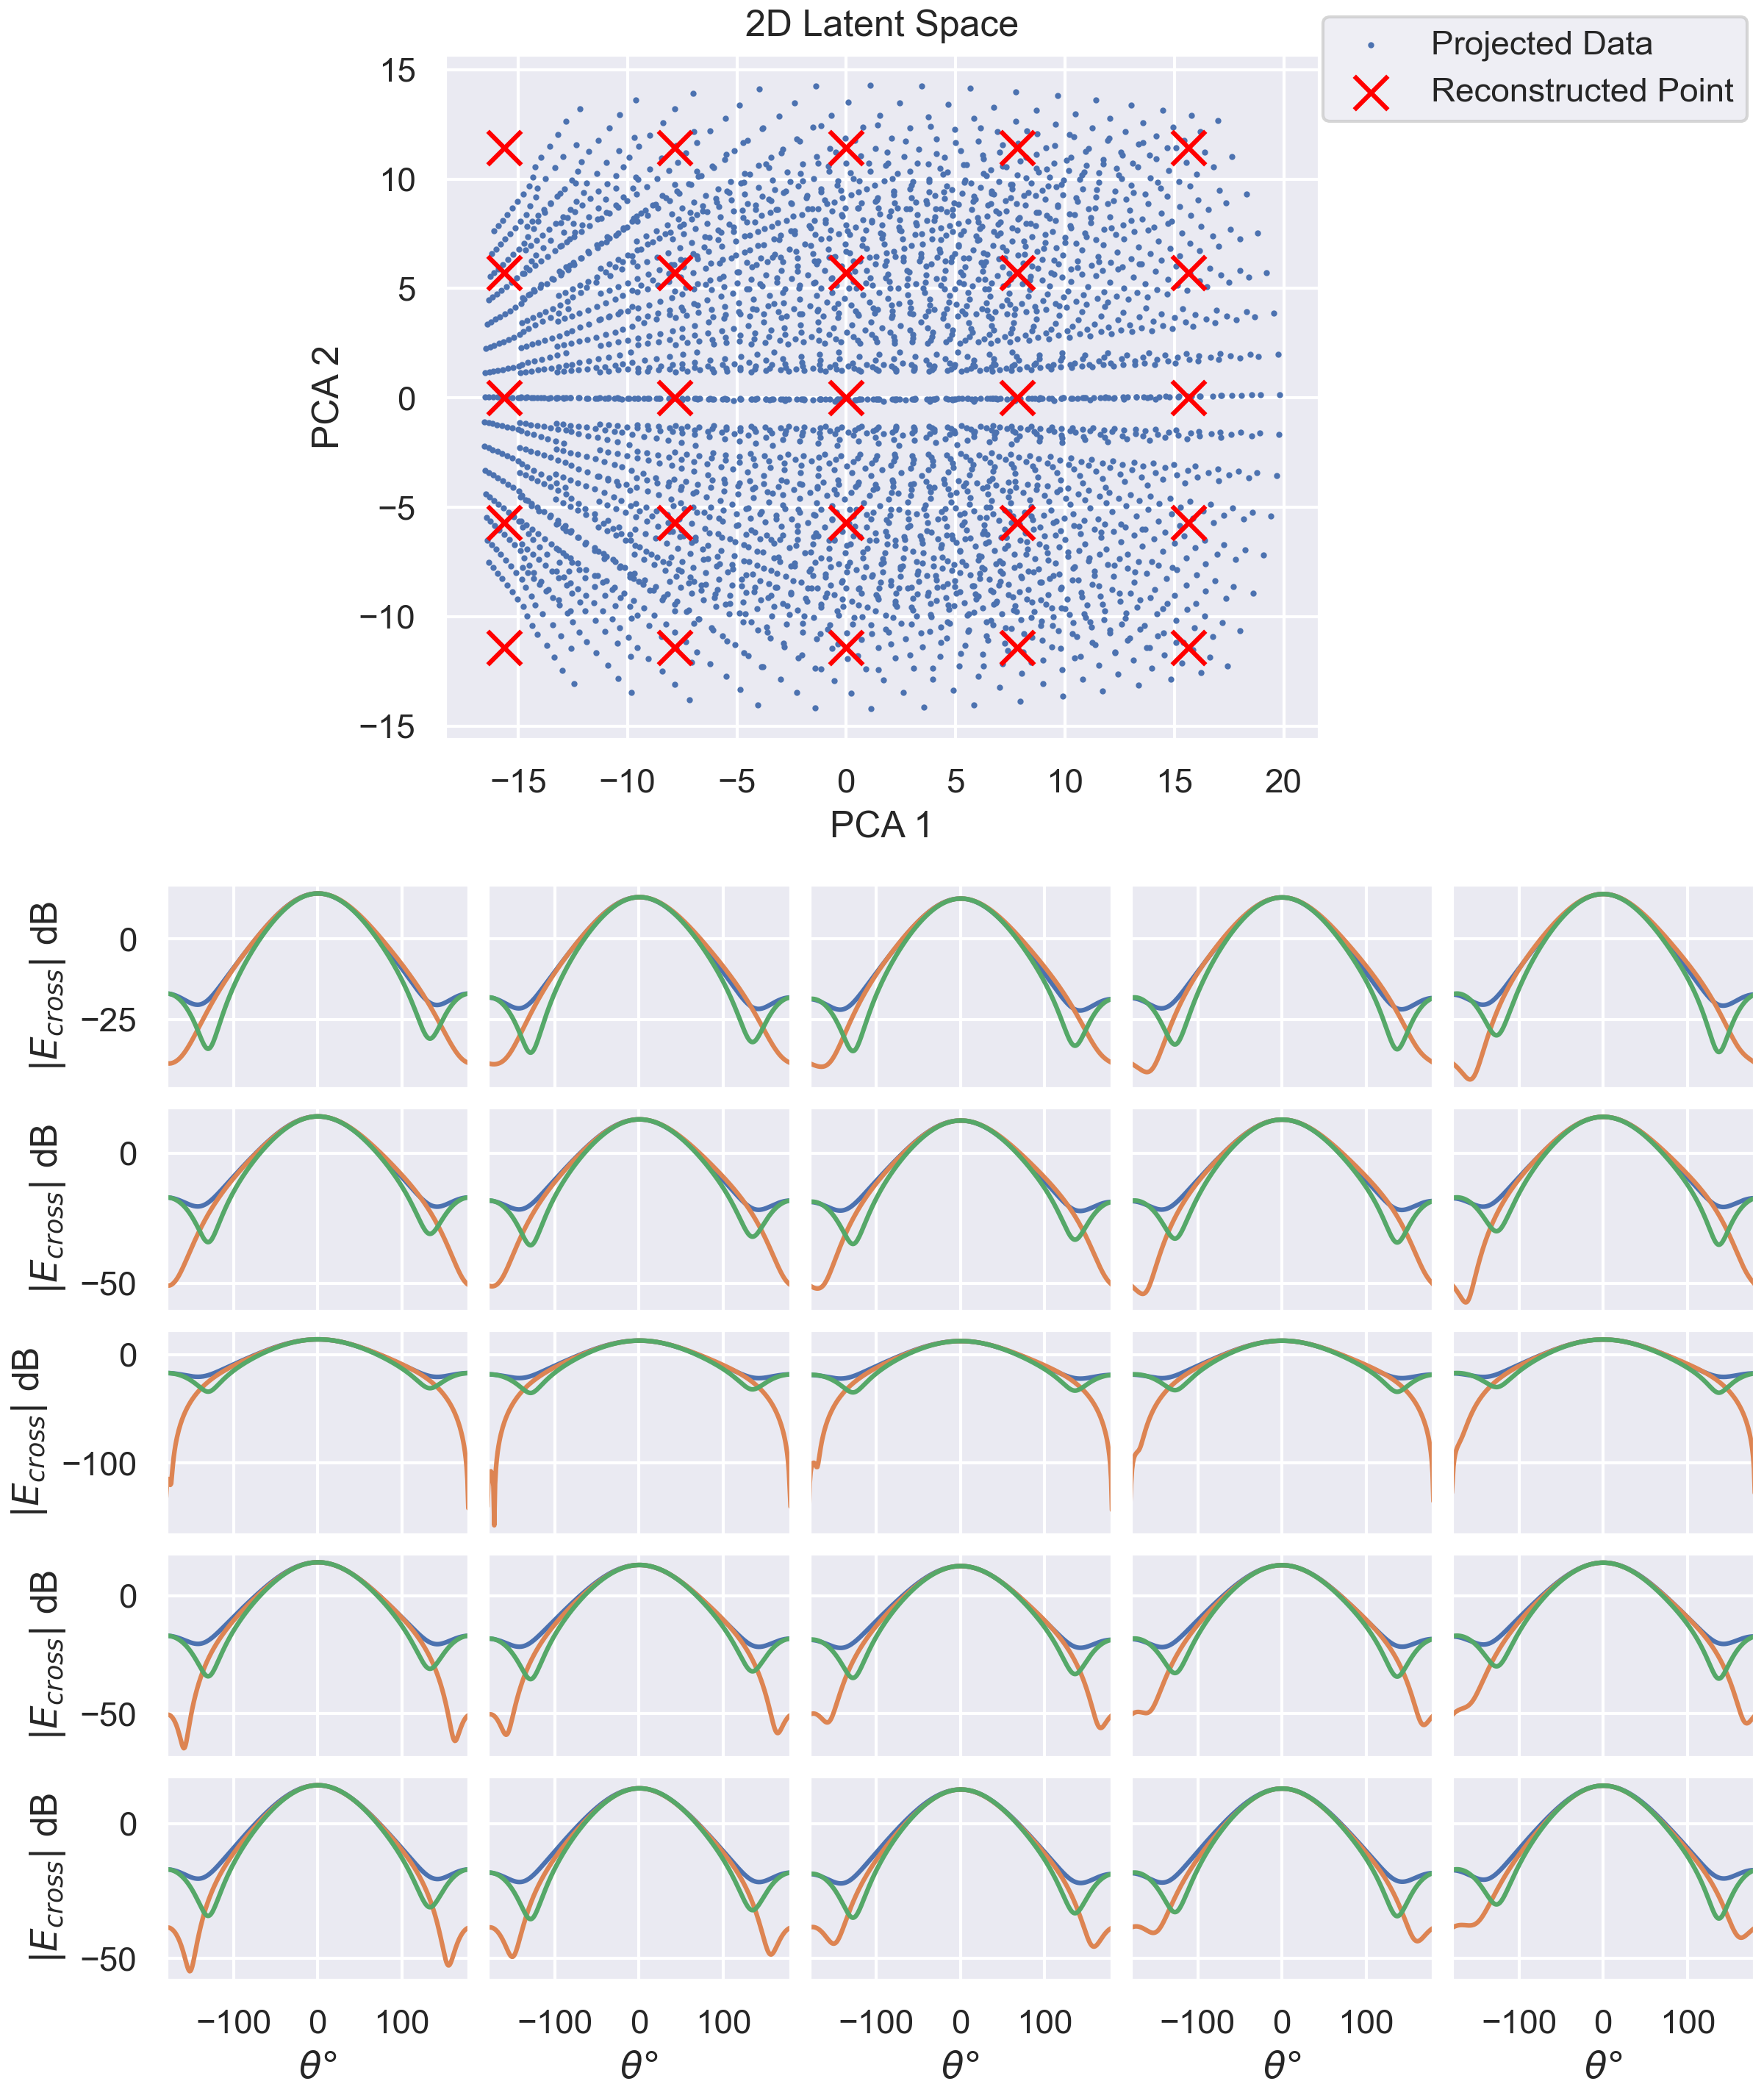 2D Latent Space
Projected Data
Reconstructed Point
15
10
5
0
−5
−10
−15
PCA 2
−15 −10 −5 0 5 10 15 20
PCA 1
|E_cross| dB
0
−25
|E_cross| dB
0
−50
|E_cross| dB
0
−100
|E_cross| dB
0
−50
|E_cross| dB
0
−50
−100 0 100 −100 0 100 −100 0 100 −100 0 100 −100 0 100
θ° θ° θ° θ° θ°